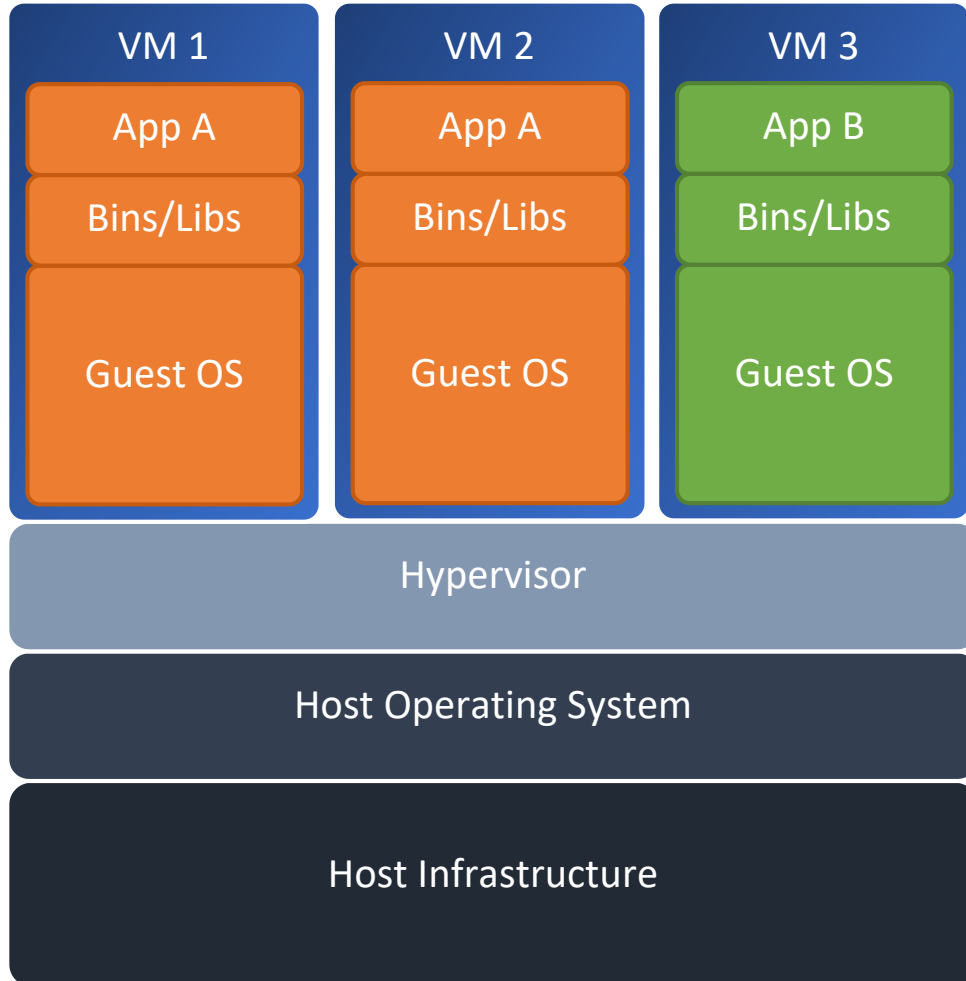 VM 1
App A
Bins/Libs
Guest OS
VM 2
App A
Bins/Libs
Guest OS
VM 3
App B
Bins/Libs
Guest OS
Hypervisor
Host Operating System
Host Infrastructure